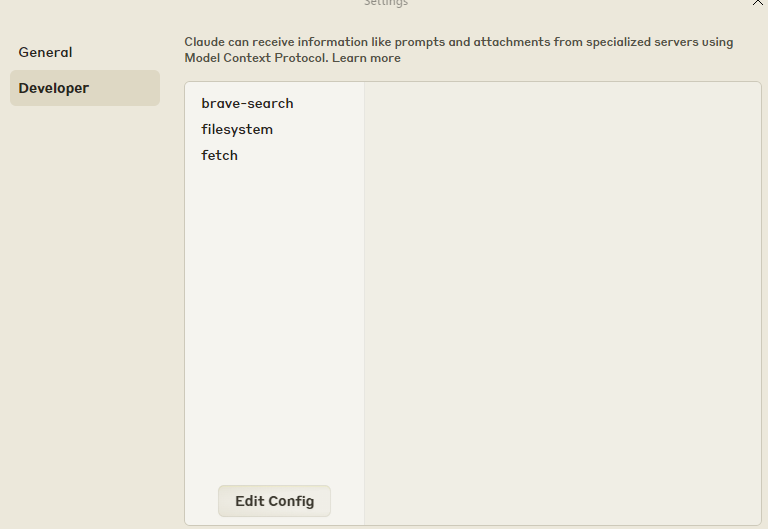 Settings
General
Developer
Claude can receive information like prompts and attachments from specialized servers using
Model Context Protocol. Learn more
brave-search
filesystem
fetch
Edit Config